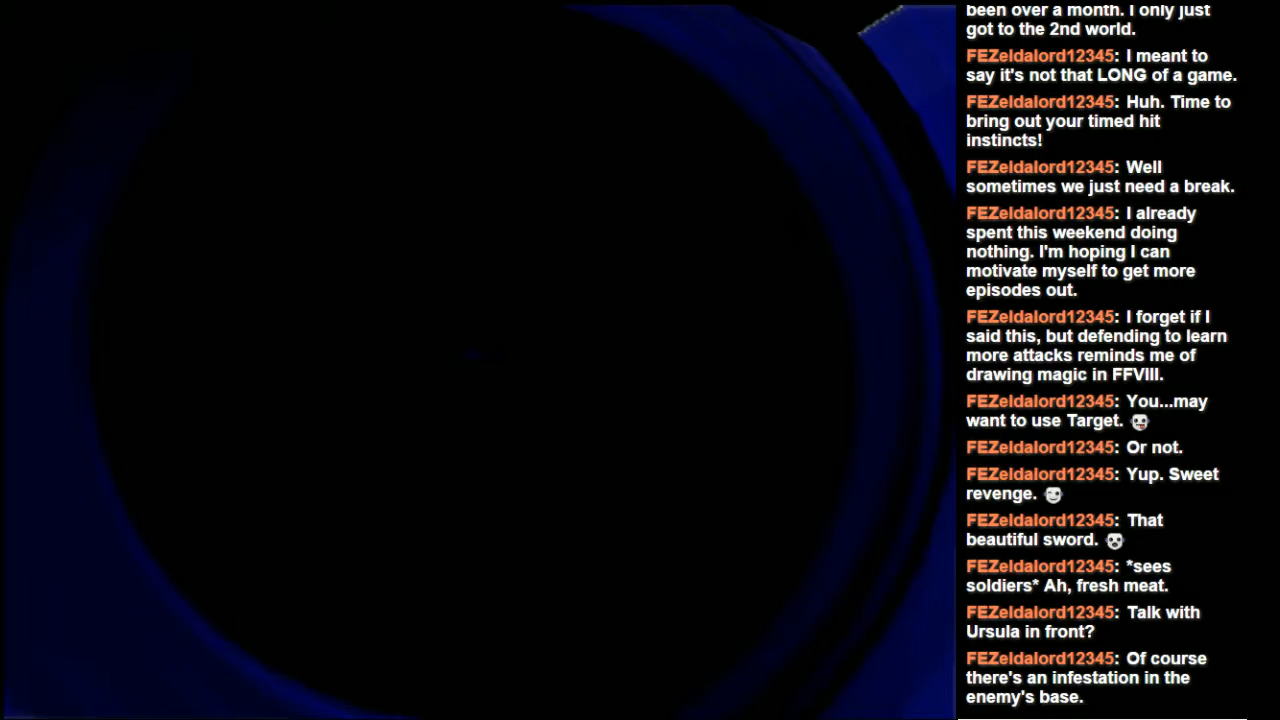 been over a month. I only just
got to the 2nd world.
FEZeldalord12345: I meant to
say it's not that LONG of a game.
FEZeldalord12345: Huh. Time to
bring out your timed hit
instincts!
FEZeldalord12345: Well
sometimes we just need a break.
FEZeldalord12345: I already
spent this weekend doing
nothing. I'm hoping I can
motivate myself to get more
episodes out.
FEZeldalord12345: I forget if I
said this, but defending to learn
more attacks reminds me of
drawing magic in FFVIII.
FEZeldalord12345: You...may
want to use Target.
FEZeldalord12345: Or not.
FEZeldalord12345: Yup. Sweet
revenge.
FEZeldalord12345: That
beautiful sword.
FEZeldalord12345: *sees
soldiers* Ah, fresh meat.
FEZeldalord12345: Talk with
Ursula in front?
FEZeldalord12345: Of course
there's an infestation in the
enemy's base.